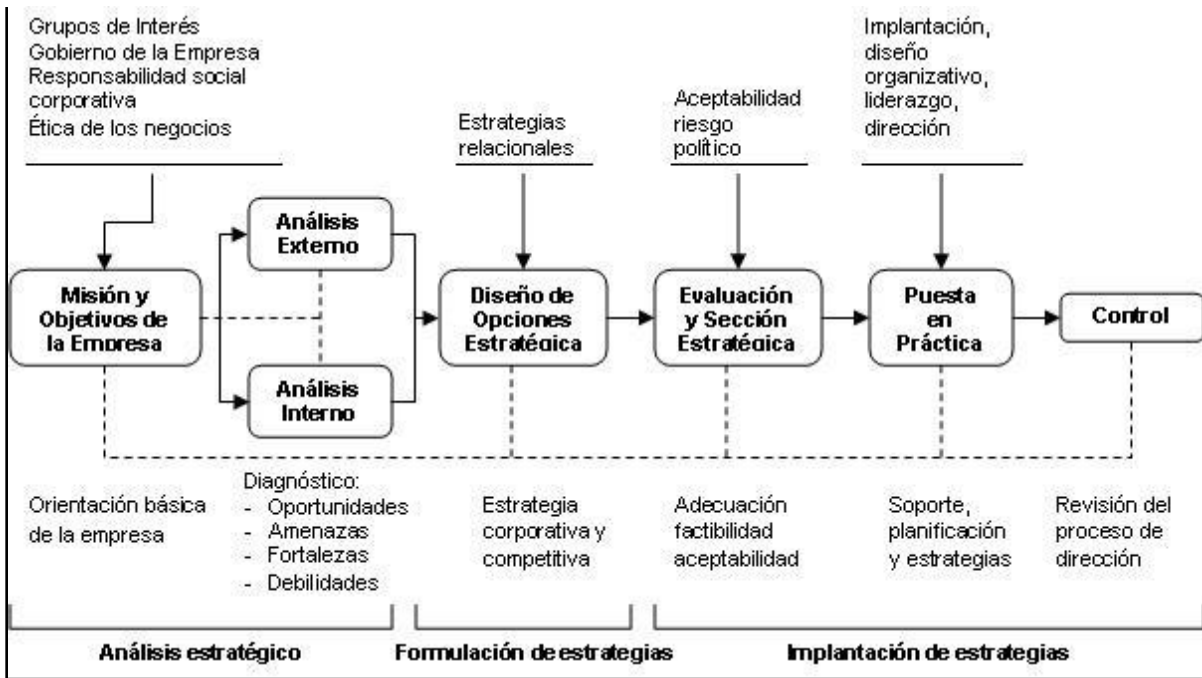 Grupos de Interés
Gobierno de la Empresa
Responsabilidad social
corporativa
Ética de los negocios
Estrategias
relacionales
Aceptabilidad
riesgo
político
Implantación,
diseño
organizativo,
liderazgo,
dirección
Misión y
Objetivos de
la Empresa
Análisis
Externo
Análisis
Interno
Diseño de
Opciones
Estratégica
Evaluación
y Sección
Estratégica
Puesta
en
Práctica
Control
Orientación básica
de la empresa
Diagnóstico:
- Oportunidades
- Amenazas
- Fortalezas
- Debilidades
Estrategia
corporativa y
competitiva
Adecuación
factibilidad
aceptabilidad
Soporte,
planificación
y estrategias
Revisión del
proceso de
dirección
Análisis estratégico
Formulación de estrategias
Implantación de estrategias